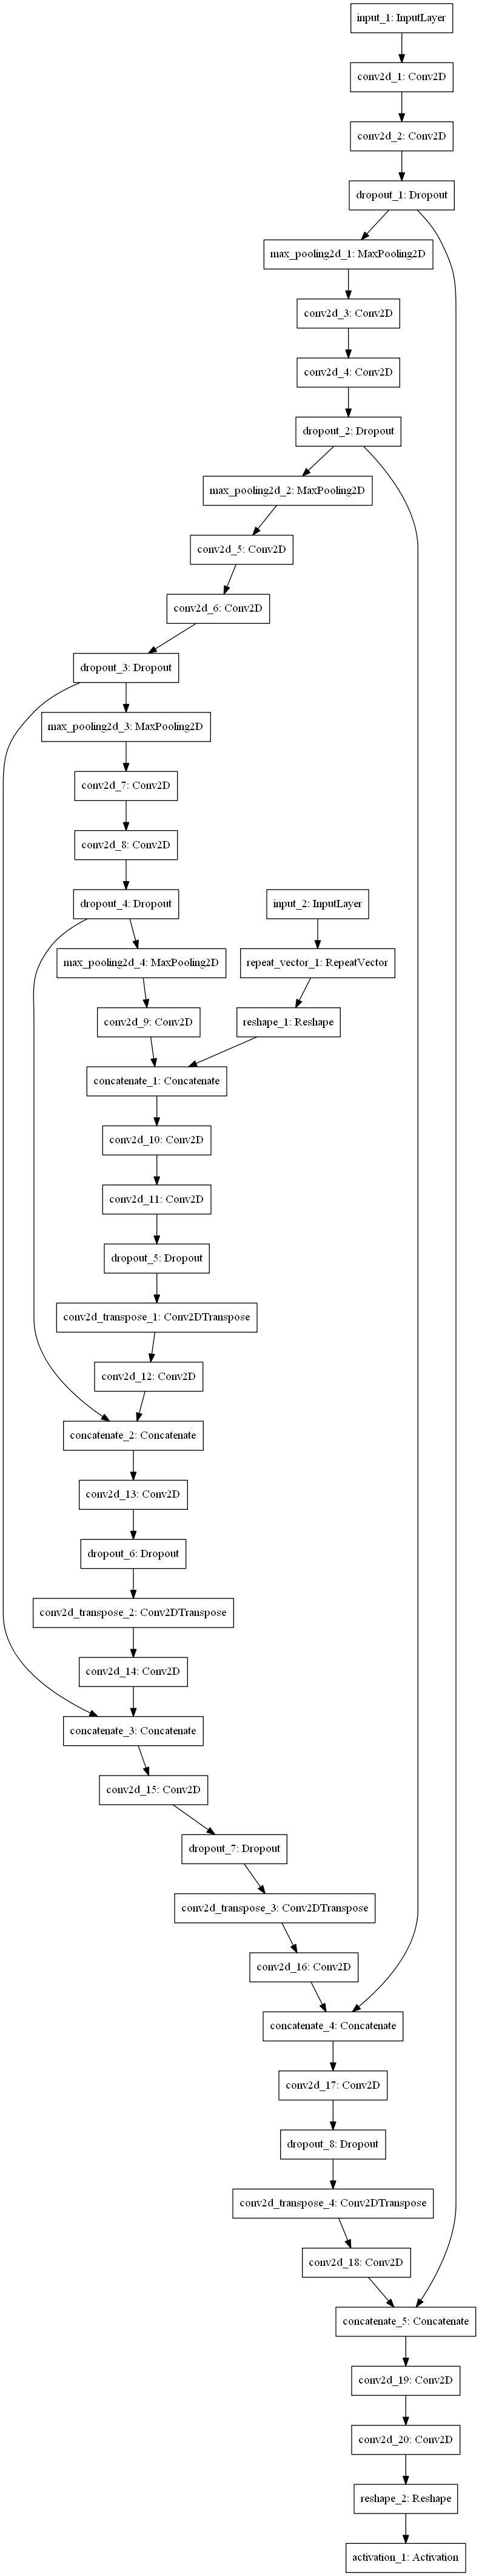 input_1: InputLayer
conv2d_1: Conv2D
conv2d_2: Conv2D
dropout_1: Dropout
max_pooling2d_1: MaxPooling2D
conv2d_3: Conv2D
conv2d_4: Conv2D
dropout_2: Dropout
max_pooling2d_2: MaxPooling2D
conv2d_5: Conv2D
conv2d_6: Conv2D
dropout_3: Dropout
max_pooling2d_3: MaxPooling2D
conv2d_7: Conv2D
conv2d_8: Conv2D
dropout_4: Dropout
input_2: InputLayer
max_pooling2d_4: MaxPooling2D
repeat_vector_1: RepeatVector
conv2d_9: Conv2D
reshape_1: Reshape
concatenate_1: Concatenate
conv2d_10: Conv2D
conv2d_11: Conv2D
dropout_5: Dropout
conv2d_transpose_1: Conv2DTranspose
conv2d_12: Conv2D
concatenate_2: Concatenate
conv2d_13: Conv2D
dropout_6: Dropout
conv2d_transpose_2: Conv2DTranspose
conv2d_14: Conv2D
concatenate_3: Concatenate
conv2d_15: Conv2D
dropout_7: Dropout
conv2d_transpose_3: Conv2DTranspose
conv2d_16: Conv2D
concatenate_4: Concatenate
conv2d_17: Conv2D
dropout_8: Dropout
conv2d_transpose_4: Conv2DTranspose
conv2d_18: Conv2D
concatenate_5: Concatenate
conv2d_19: Conv2D
conv2d_20: Conv2D
reshape_2: Reshape
activation_1: Activation